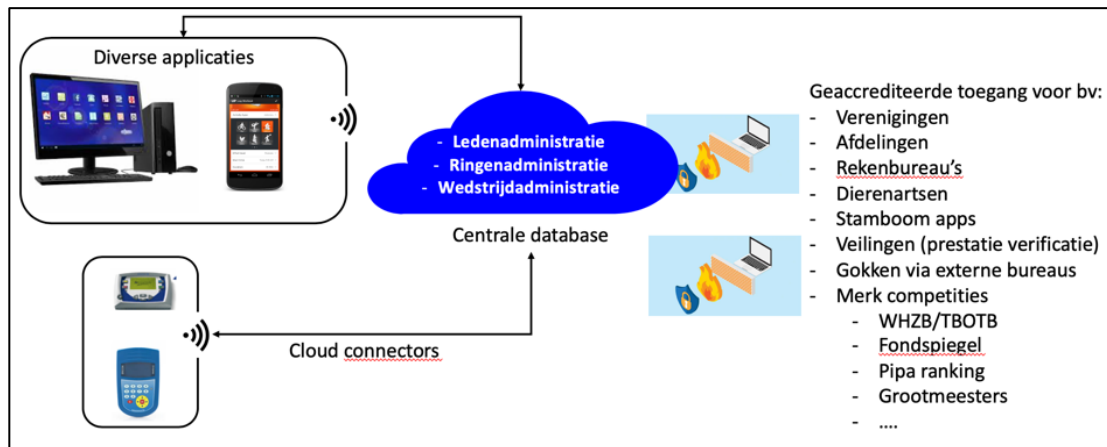 Diverse applicaties
- Ledenadministratie
- Ringenadministratie
- Wedstrijdadministratie
Centrale database
Cloud connectors
Geaccrediteerde toegang voor bv:
- Verenigingen
- Afdelingen
- Rekenbureau's
- Dierenartsen
- Stamboom apps
- Veilingen (prestatie verificatie)
- Gokken via externe bureaus
- Merk competities
- WHZB/TBOTB
- Fondspiegel
- Pipa ranking
- Grootmeesters
- ....